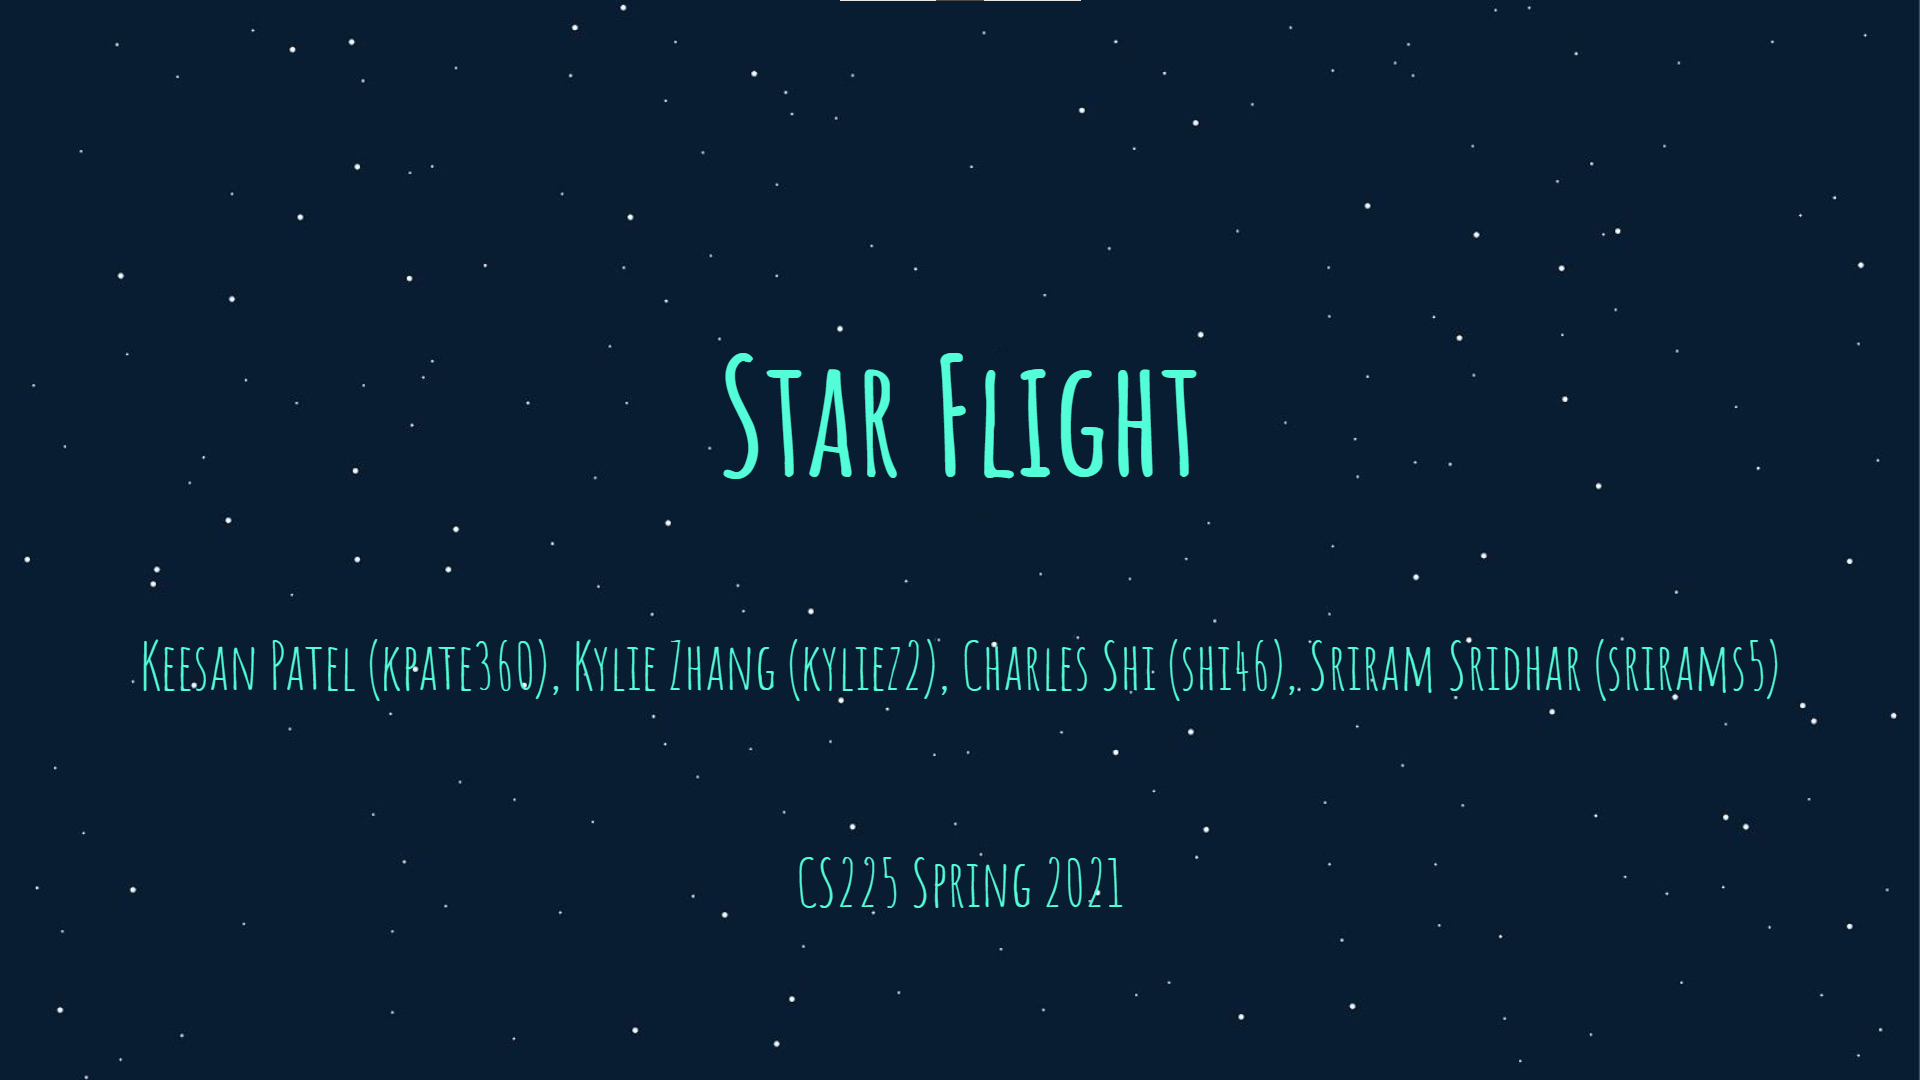 Star Flight
Keesan Patel (kpate360), Kylie Zhang (kyliez2), Charles Shi (shi46), Sriram Sridhar (srirams5)
CS225 Spring 2021